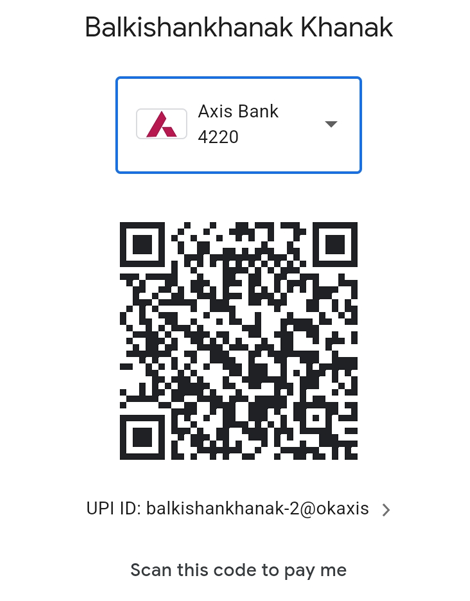 Balkishankhanak Khanak
Axis Bank
4220
UPI ID: balkishankhanak-2@okaxis
Scan this code to pay me